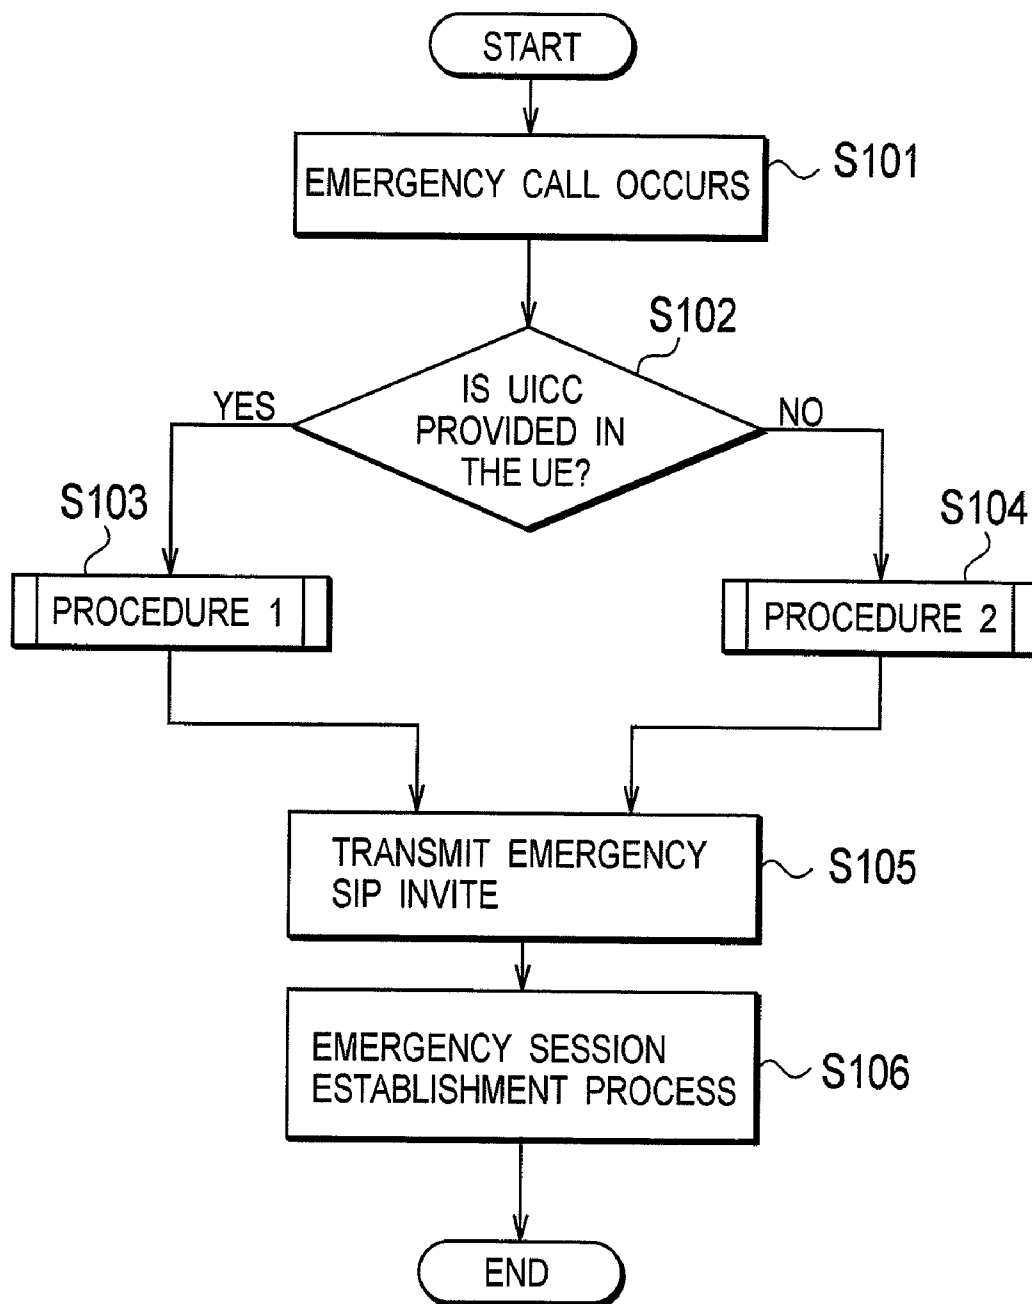 START
EMERGENCY CALL OCCURS
S101
S102
IS UICC
PROVIDED IN
THE UE?
YES
NO
S103
S104
PROCEDURE 1
PROCEDURE 2
TRANSMIT EMERGENCY
SIP INVITE
S105
EMERGENCY SESSION
ESTABLISHMENT PROCESS
S106
END